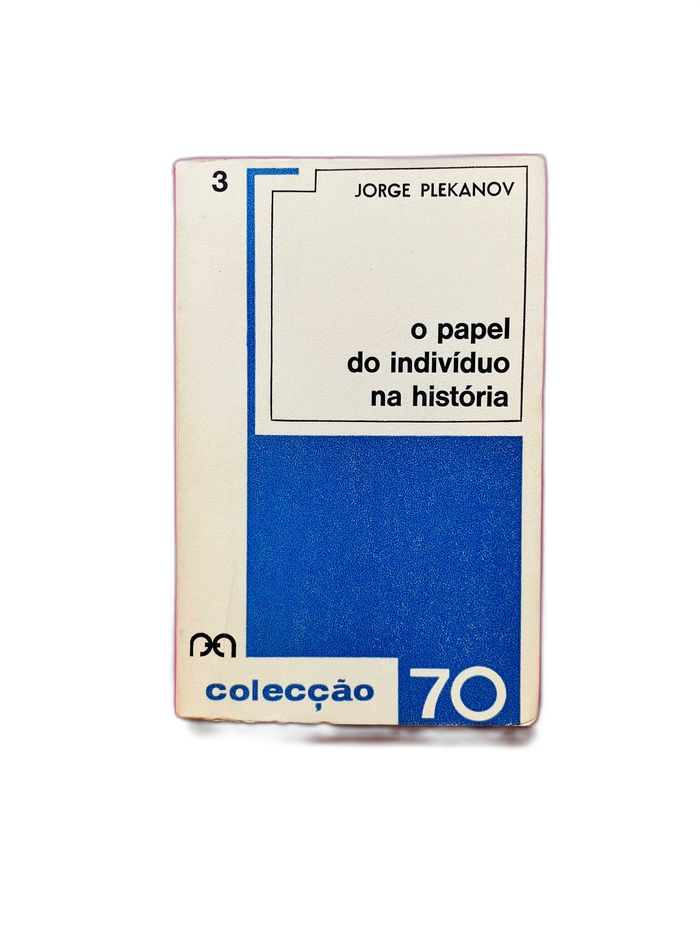 3
JORGE PLEKANOV
o papel
do indivíduo
na história
colecção
70